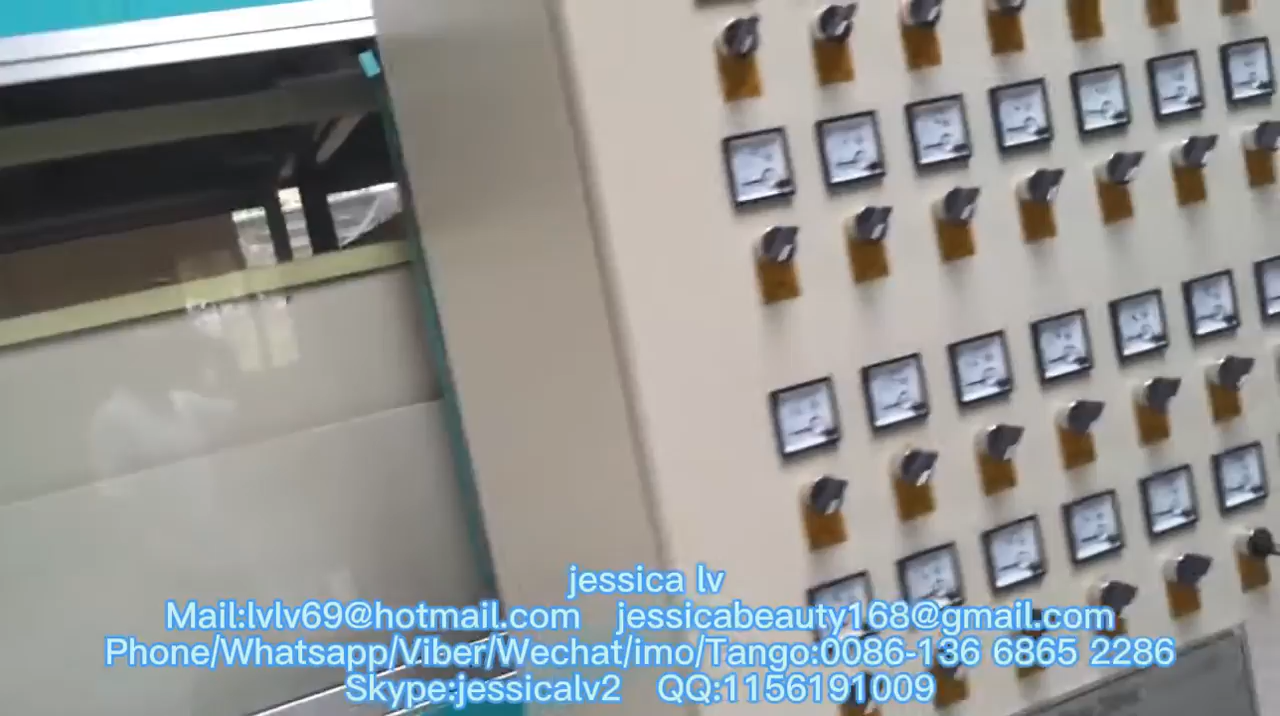 jessica lv
Mail:lvlv69@hotmail.com jessicabeauty168@gmail.com
Phone/Whatsapp/Viber/Wechat/imo/Tango:0086-136 6865 2286
Skype:jessicalv2 QQ:1156191009